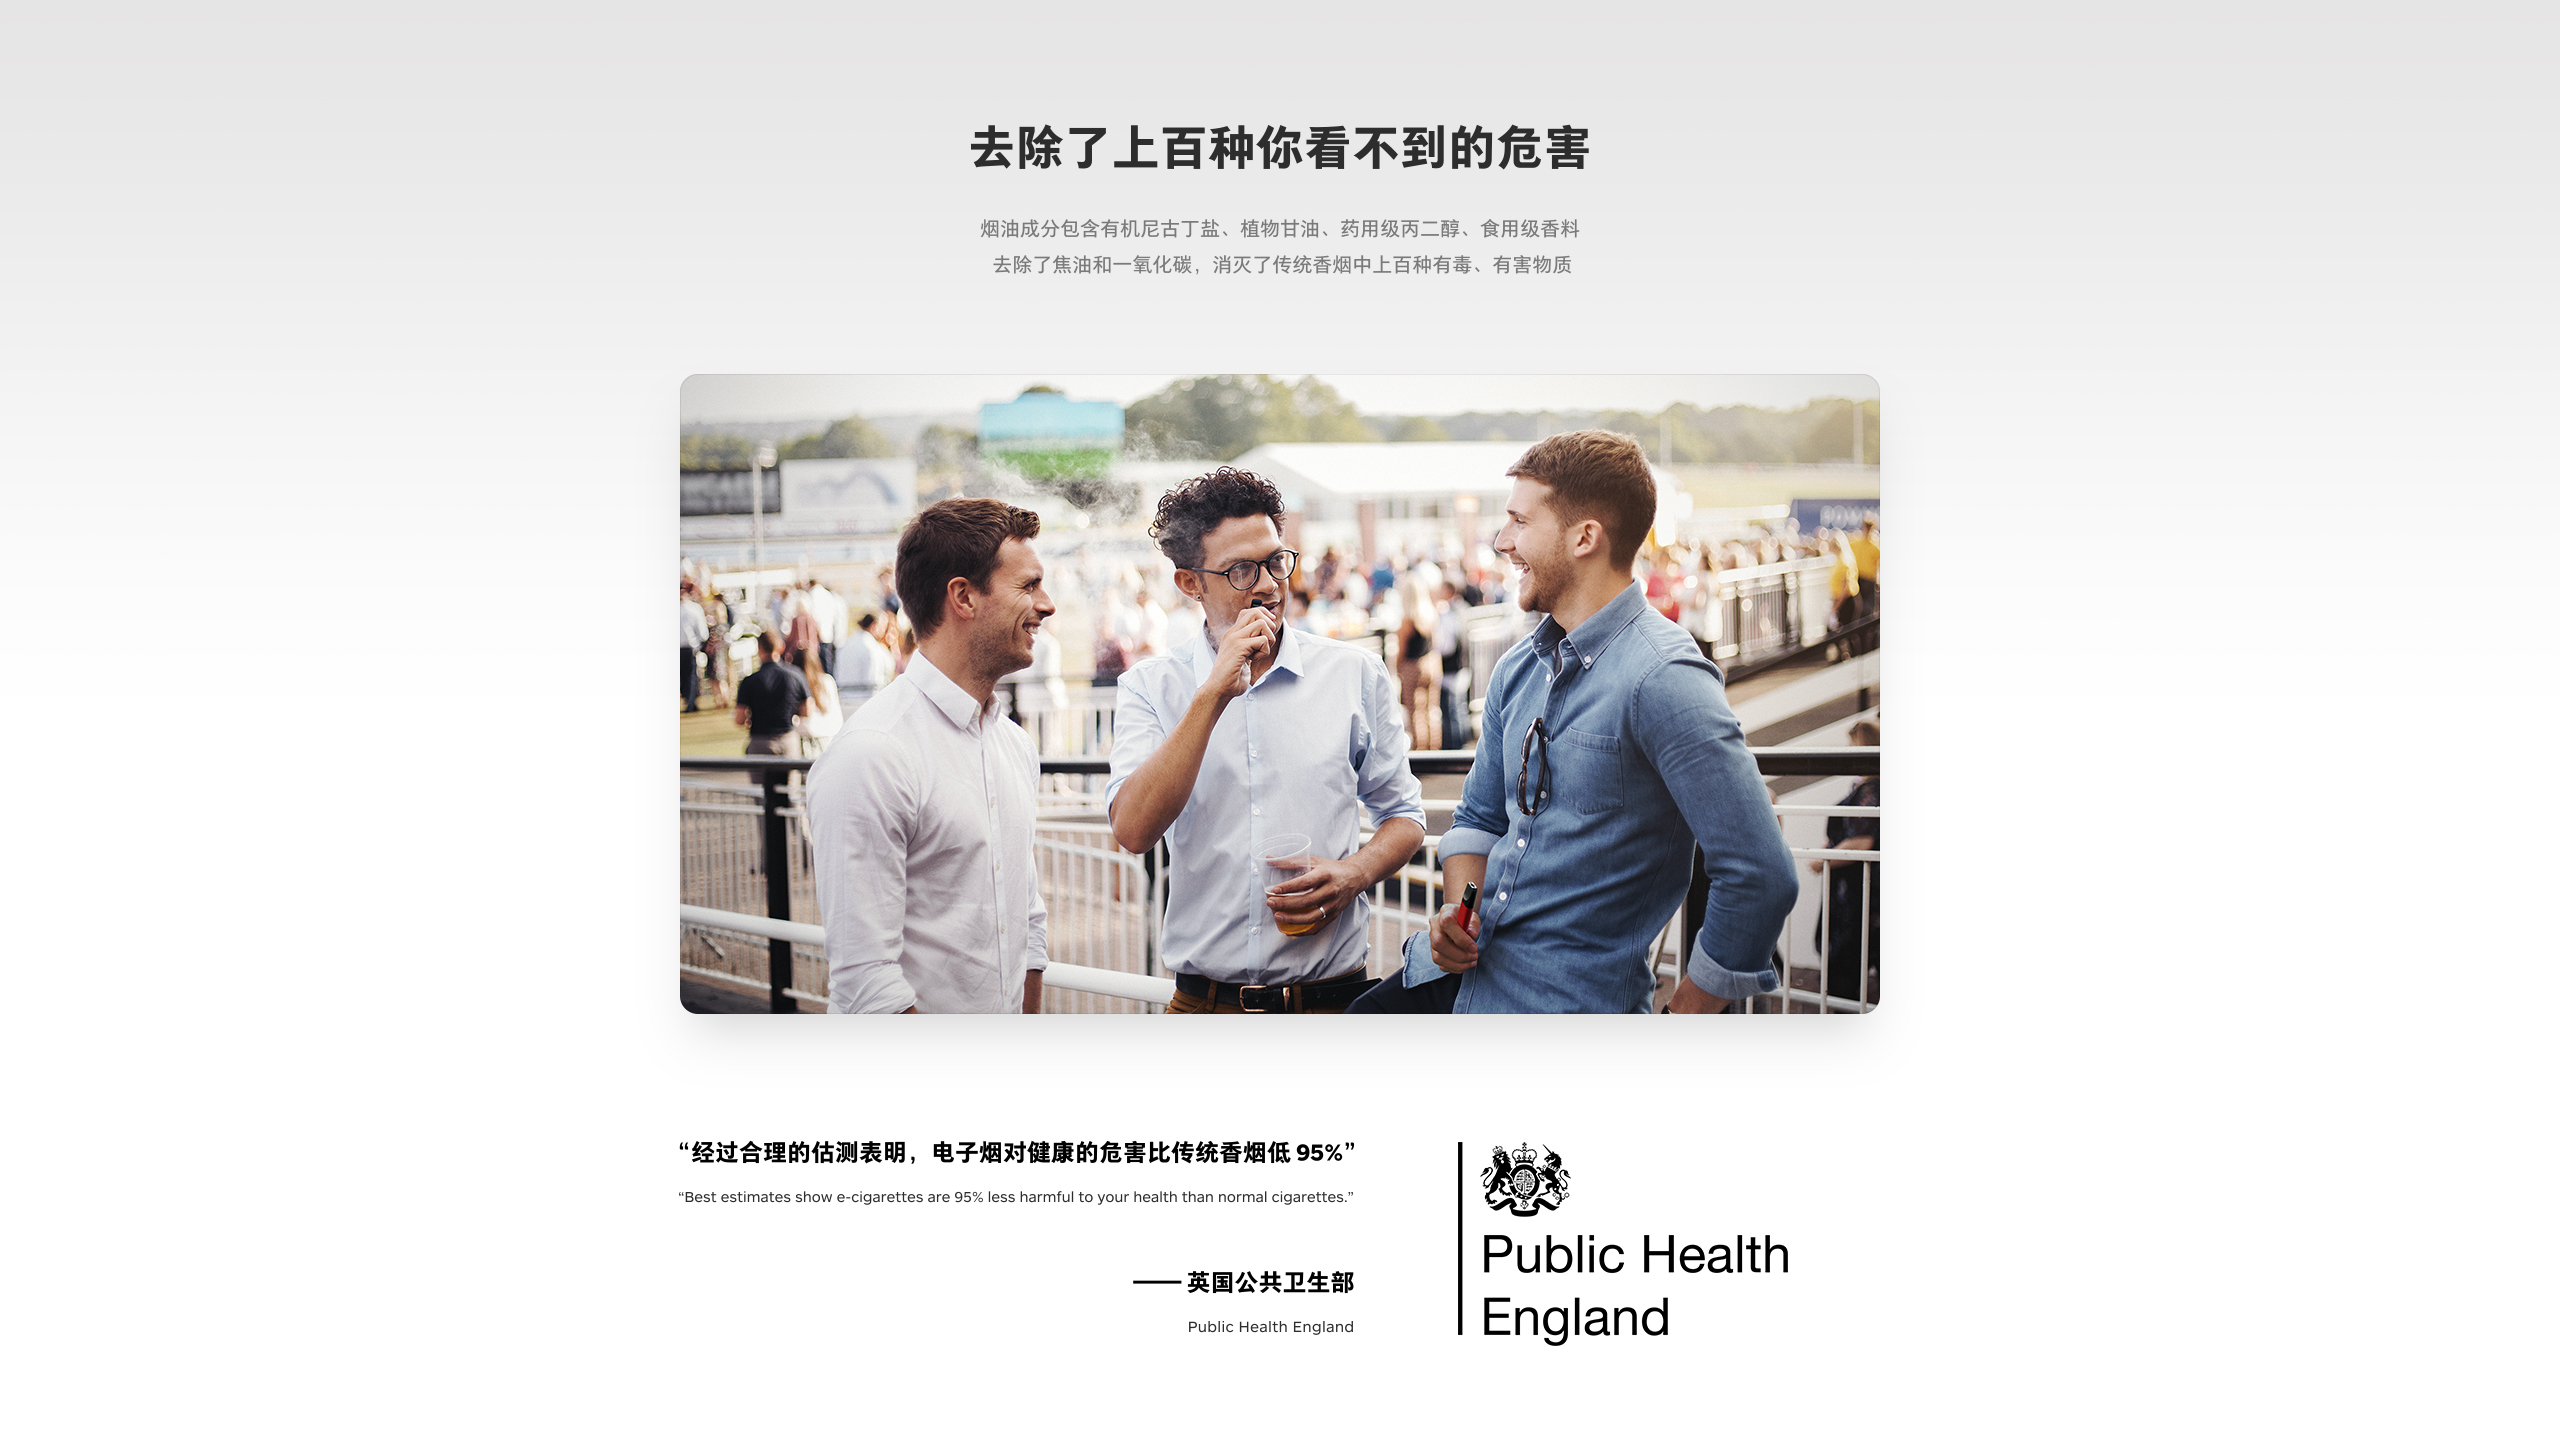 去除了上百种你看不到的危害
烟油成分包含有机尼古丁盐、植物甘油、药用级丙二醇、食用级香料
去除了焦油和一氧化碳，消灭了传统香烟中上百种有毒、有害物质
“经过合理的估测表明，电子烟对健康的危害比传统香烟低 95%”
“Best estimates show e-cigarettes are 95% less harmful to your health than normal cigarettes.”
—— 英国公共卫生部
Public Health England
Public Health
England